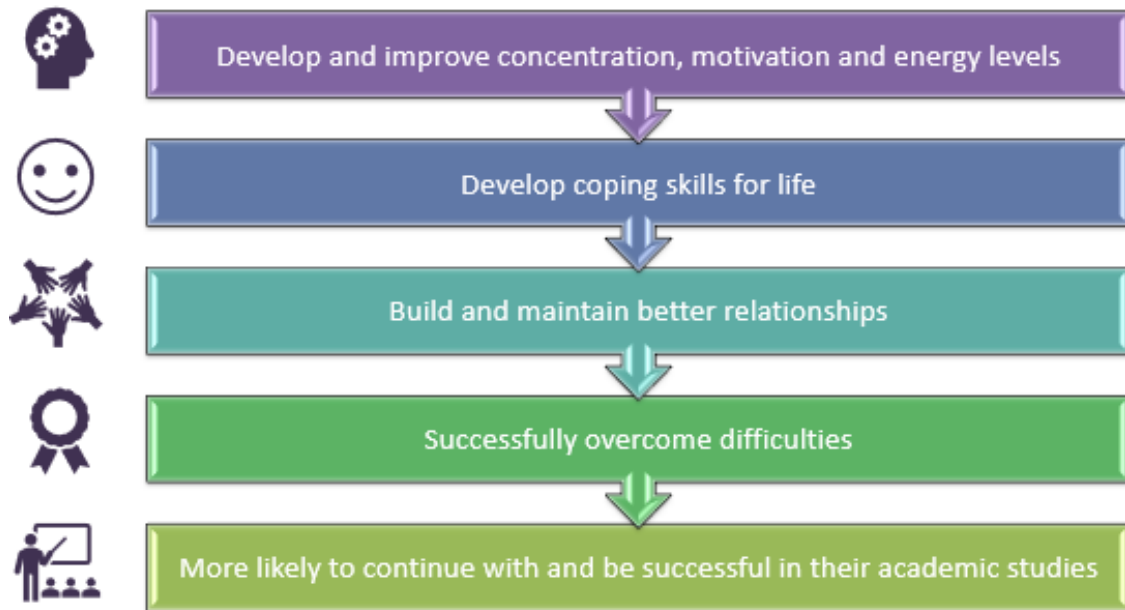 Develop and improve concentration, motivation and energy levels
Develop coping skills for life
Build and maintain better relationships
Successfully overcome difficulties
More likely to continue with and be successful in their academic studies